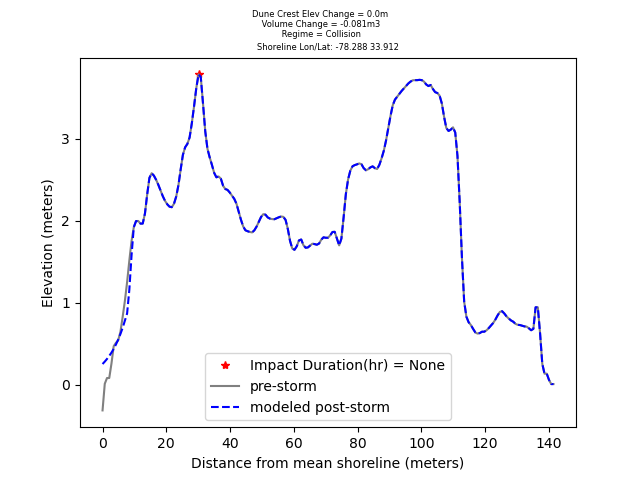 Dune Crest Elev Change = 0.0m
Volume Change = -0.081m3
Regime = Collision
Shoreline Lon/Lat: -78.288 33.912
3
2
1
0
Elevation (meters)
Impact Duration(hr) = None
pre-storm
modeled post-storm
0 20 40 60 80 100 120 140
Distance from mean shoreline (meters)